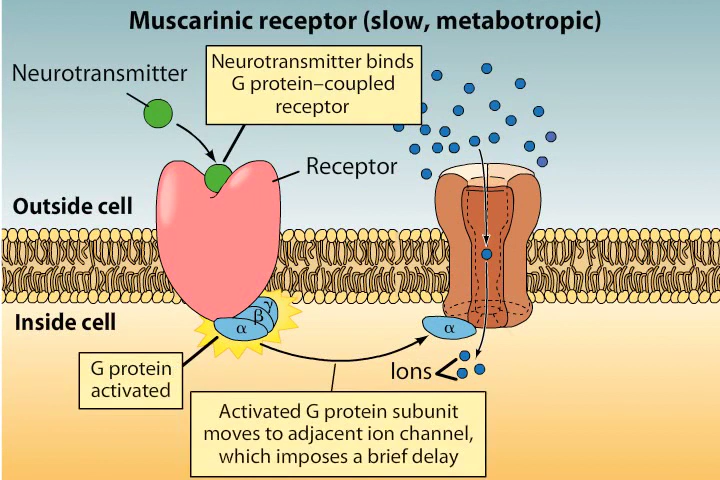 Muscarinic receptor (slow, metabotropic)
Neurotransmitter
Neurotransmitter binds
G protein–coupled
receptor
Receptor
Outside cell
Inside cell
α
β
γ
α
G protein
activated
Ions
Activated G protein subunit
moves to adjacent ion channel,
which imposes a brief delay